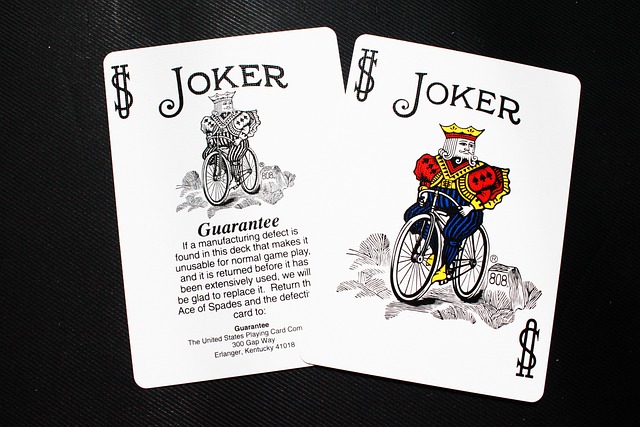 JOKER
808
Guarantee
If a manufacturing defect is
found in this deck that makes it
unusable for normal game play,
and it is returned before it has
been extensively used, we will
be glad to replace it. Return th
Ace of Spades and the defecti
card to:
Guarantee
The United States Playing Card Com
300 Gap Way
Erlanger, Kentucky 41018
JOKER
®
808